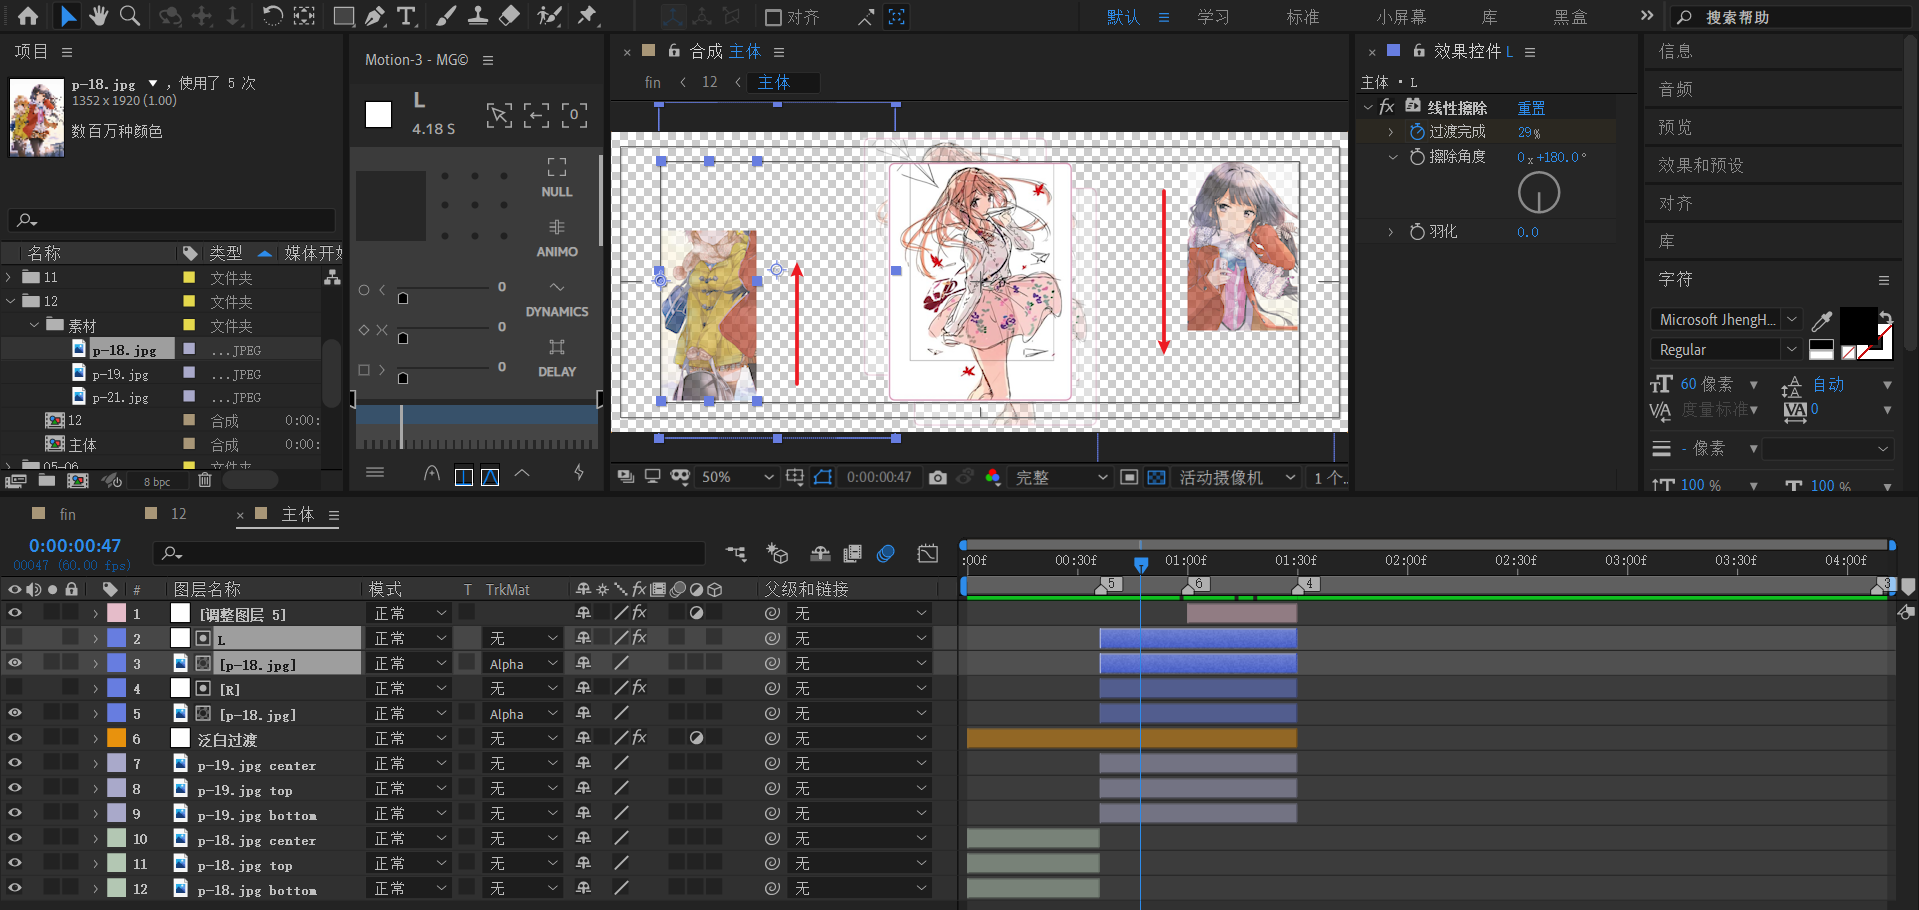 对齐
默认
学习
标准
小屏幕
库
黑盒
搜索帮助
项目
p-18.jpg ，使用了 5 次
1352 x 1920 (1.00)
数百万种颜色
名称
类型
媒体开始
11
文件夹
12
文件夹
素材
文件夹
p-18.jpg
...JPEG
p-19.jpg
...JPEG
p-21.jpg
...JPEG
12
合成
0:00:
主体
合成
0:00:
05-06
文件夹
8 bpc
Motion-3 - MG©
L
4.18 S
0
NULL
ANIMO
0
DYNAMICS
0
DELAY
0
合成 主体
fin
12
主体
50%
0:00:00:47
完整
活动摄像机
1 个...
效果控件 L
主体 · L
fx
线性擦除
重置
过渡完成
29%
擦除角度
0x+180.0°
羽化
0.0
信息
音频
预览
效果和预设
对齐
库
字符
Microsoft JhengH...
Regular
60 像素
自动
度量标准
0
- 像素
100 %
100 %
fin
12
主体
0:00:00:47
00047 (60.00 fps)
:00f
00:30f
01:00f
01:30f
02:00f
02:30f
03:00f
03:30f
04:00f
5
6
4
3
#
图层名称
模式
T
TrkMat
fx
父级和链接
1
[调整图层 5]
正常
fx
无
2
L
正常
无
fx
无
3
[p-18.jpg]
正常
Alpha
无
4
[R]
正常
无
fx
无
5
[p-18.jpg]
正常
Alpha
无
6
泛白过渡
正常
无
fx
无
7
p-19.jpg center
正常
无
无
8
p-19.jpg top
正常
无
无
9
p-19.jpg bottom
正常
无
无
10
p-18.jpg center
正常
无
无
11
p-18.jpg top
正常
无
无
12
p-18.jpg bottom
正常
无
无